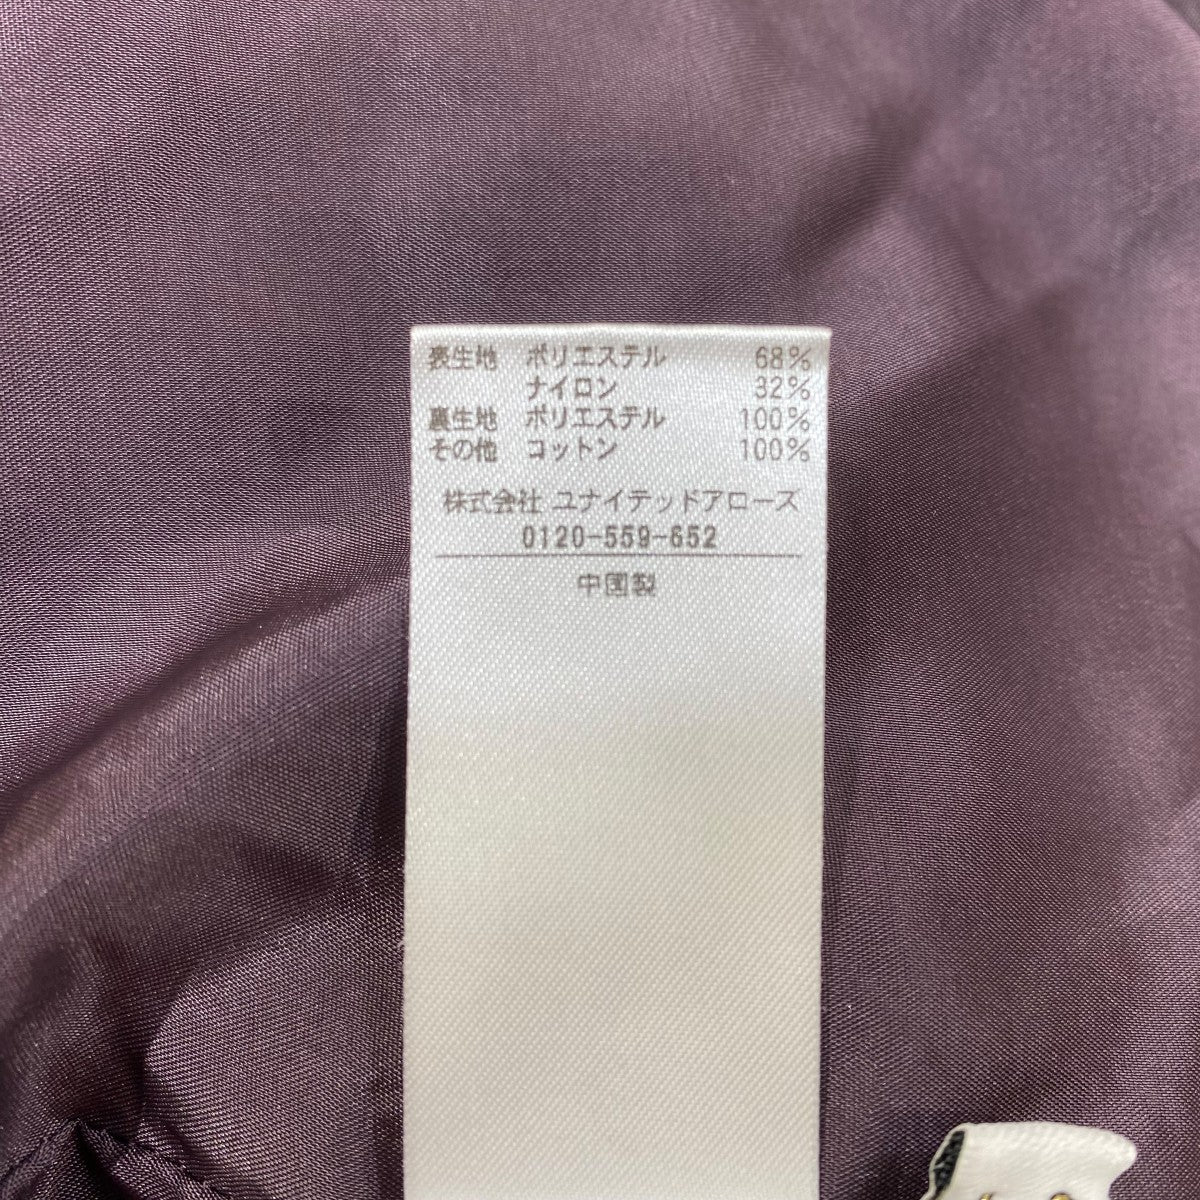 表生地 ポリエステル 68%
ナイロン 32%
裏生地 ポリエステル 100%
その他 コットン 100%
株式会社 ユナイテッドアローズ
0120-559-652
中国製